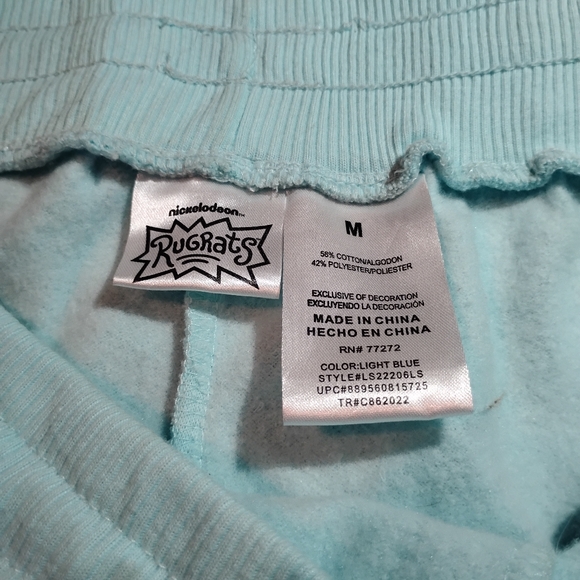 nickelodeon™
RUGRATS
M
58% COTTON/ALGODON
42% POLYESTER/POLIESTER
EXCLUSIVE OF DECORATION
EXCLUYENDO LA DECORACIÓN
MADE IN CHINA
HECHO EN CHINA
RN# 77272
COLOR:LIGHT BLUE
STYLE#LS22206LS
UPC#889560815725
TR#C862022